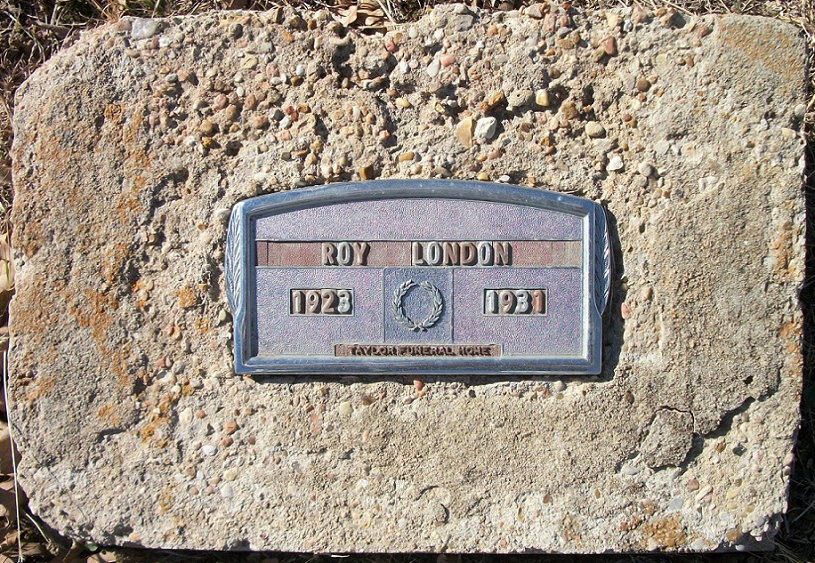 ROY LONDON
1923 1931
TAYLOR FUNERAL HOME